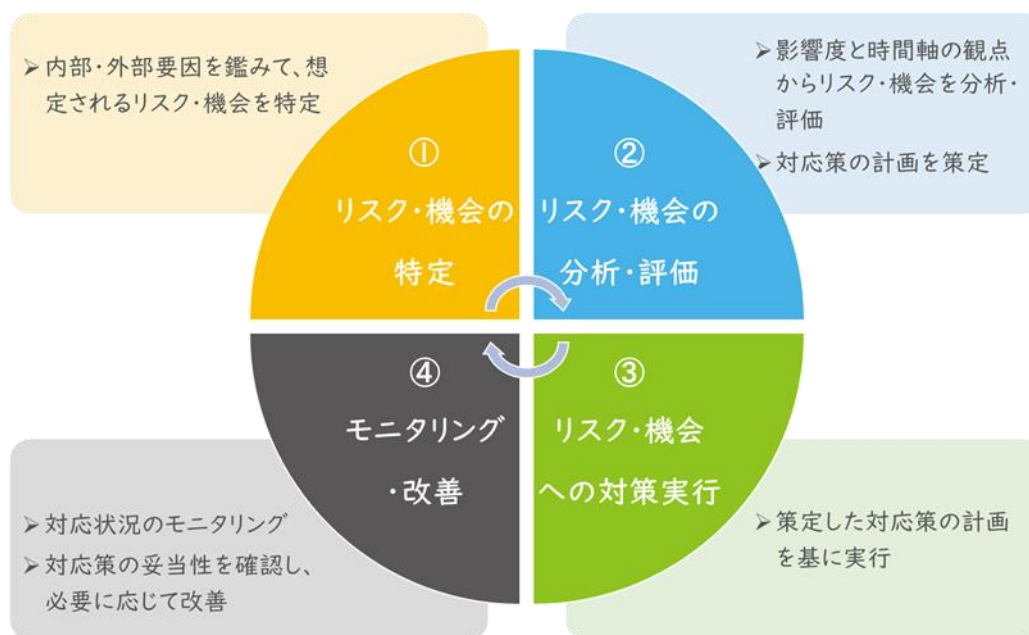 ➢内部・外部要因を鑑みて、想
定されるリスク・機会を特定
①
リスク・機会の
特定
➢影響度と時間軸の観点
からリスク・機会を分析・
評価
➢対応策の計画を策定
②
リスク・機会の
分析・評価
③
リスク・機会
への対策実行
➢策定した対応策の計画
を基に実行
④
モニタリング
・改善
➢対応状況のモニタリング
➢対応策の妥当性を確認し、
必要に応じて改善